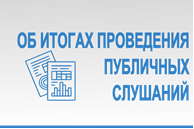 ОБ ИТОГАХ ПРОВЕДЕНИЯ
ПУБЛИЧНЫХ
СЛУШАНИЙ